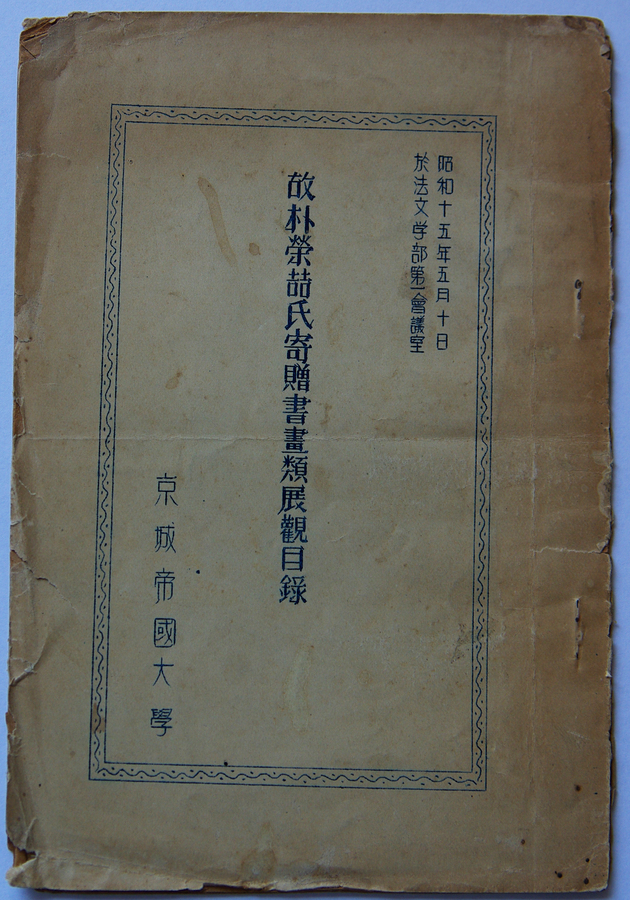 昭和十五年五月十日
於法文学部第一會議室
故朴榮喆氏寄贈書畫類展觀目錄
京城帝國大學